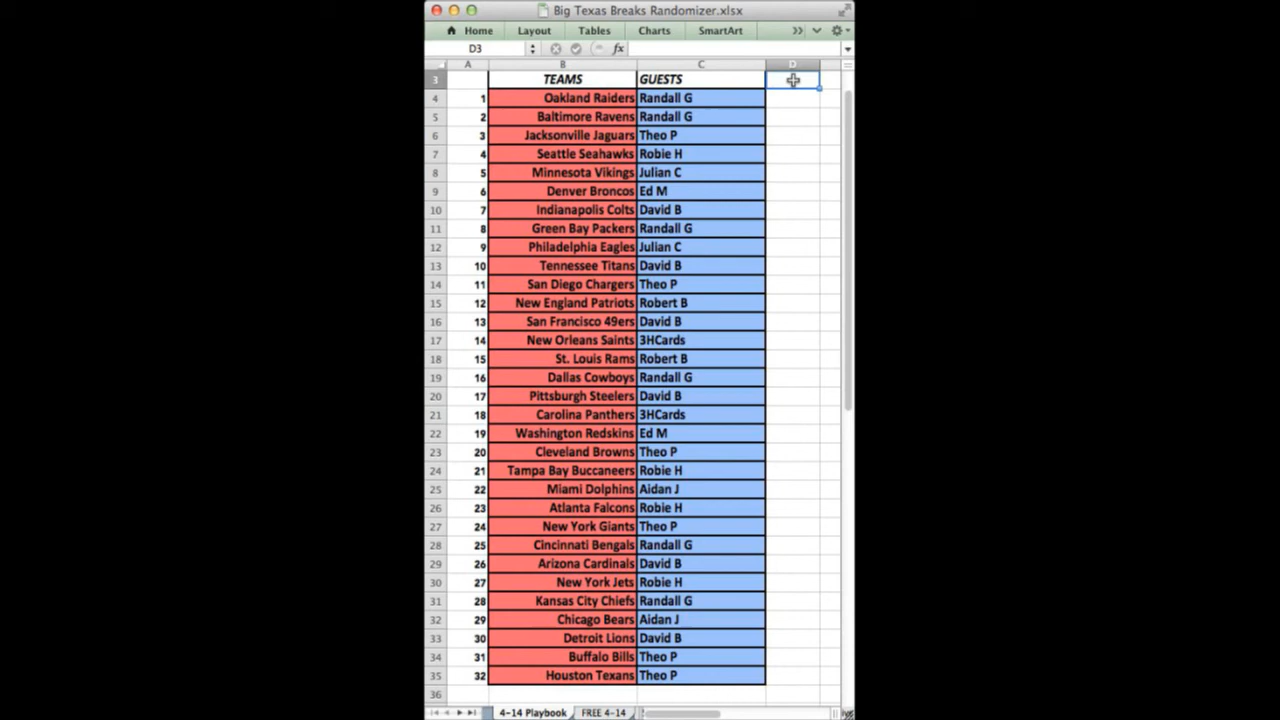 Big Texas Breaks Randomizer.xlsx
Home Layout Tables Charts SmartArt
D3 fx
A B C D
3 TEAMS GUESTS
4 1 Oakland Raiders Randall G
5 2 Baltimore Ravens Randall G
6 3 Jacksonville Jaguars Theo P
7 4 Seattle Seahawks Robie H
8 5 Minnesota Vikings Julian C
9 6 Denver Broncos Ed M
10 7 Indianapolis Colts David B
11 8 Green Bay Packers Randall G
12 9 Philadelphia Eagles Julian C
13 10 Tennessee Titans David B
14 11 San Diego Chargers Theo P
15 12 New England Patriots Robert B
16 13 San Francisco 49ers David B
17 14 New Orleans Saints 3HCards
18 15 St. Louis Rams Robert B
19 16 Dallas Cowboys Randall G
20 17 Pittsburgh Steelers David B
21 18 Carolina Panthers 3HCards
22 19 Washington Redskins Ed M
23 20 Cleveland Browns Theo P
24 21 Tampa Bay Buccaneers Robie H
25 22 Miami Dolphins Aidan J
26 23 Atlanta Falcons Robie H
27 24 New York Giants Theo P
28 25 Cincinnati Bengals Randall G
29 26 Arizona Cardinals David B
30 27 New York Jets Robie H
31 28 Kansas City Chiefs Randall G
32 29 Chicago Bears Aidan J
33 30 Detroit Lions David B
34 31 Buffalo Bills Theo P
35 32 Houston Texans Theo P
36
4-14 Playbook FREE 4-14